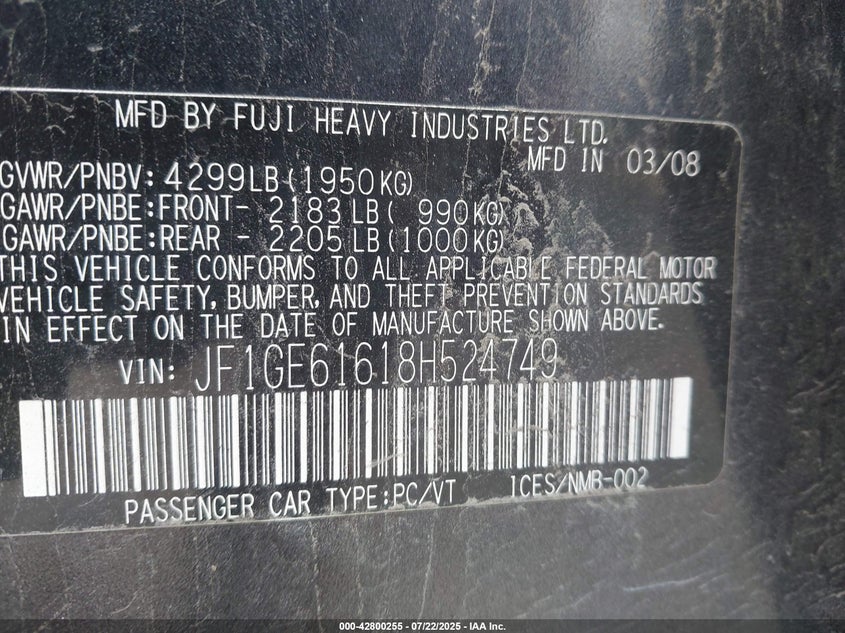 MFD BY FUJI HEAVY INDUSTRIES LTD.
MFD IN 03/08
GVWR/PNBV: 4299LB(1950KG)
GAWR/PNBE:FRONT- 2183LB( 990KG)
GAWR/PNBE:REAR - 2205LB(1000KG)
THIS VEHICLE CONFORMS TO ALL APPLICABLE FEDERAL MOTOR
VEHICLE SAFETY, BUMPER, AND THEFT PREVENTION STANDARDS
IN EFFECT ON THE DATE OF MANUFACTURE SHOWN ABOVE.
VIN: JF1GE61618H524749
PASSENGER CAR TYPE:PC/VT ICES/NMB-002
000-42800255 - 07/22/2025 - IAA Inc.